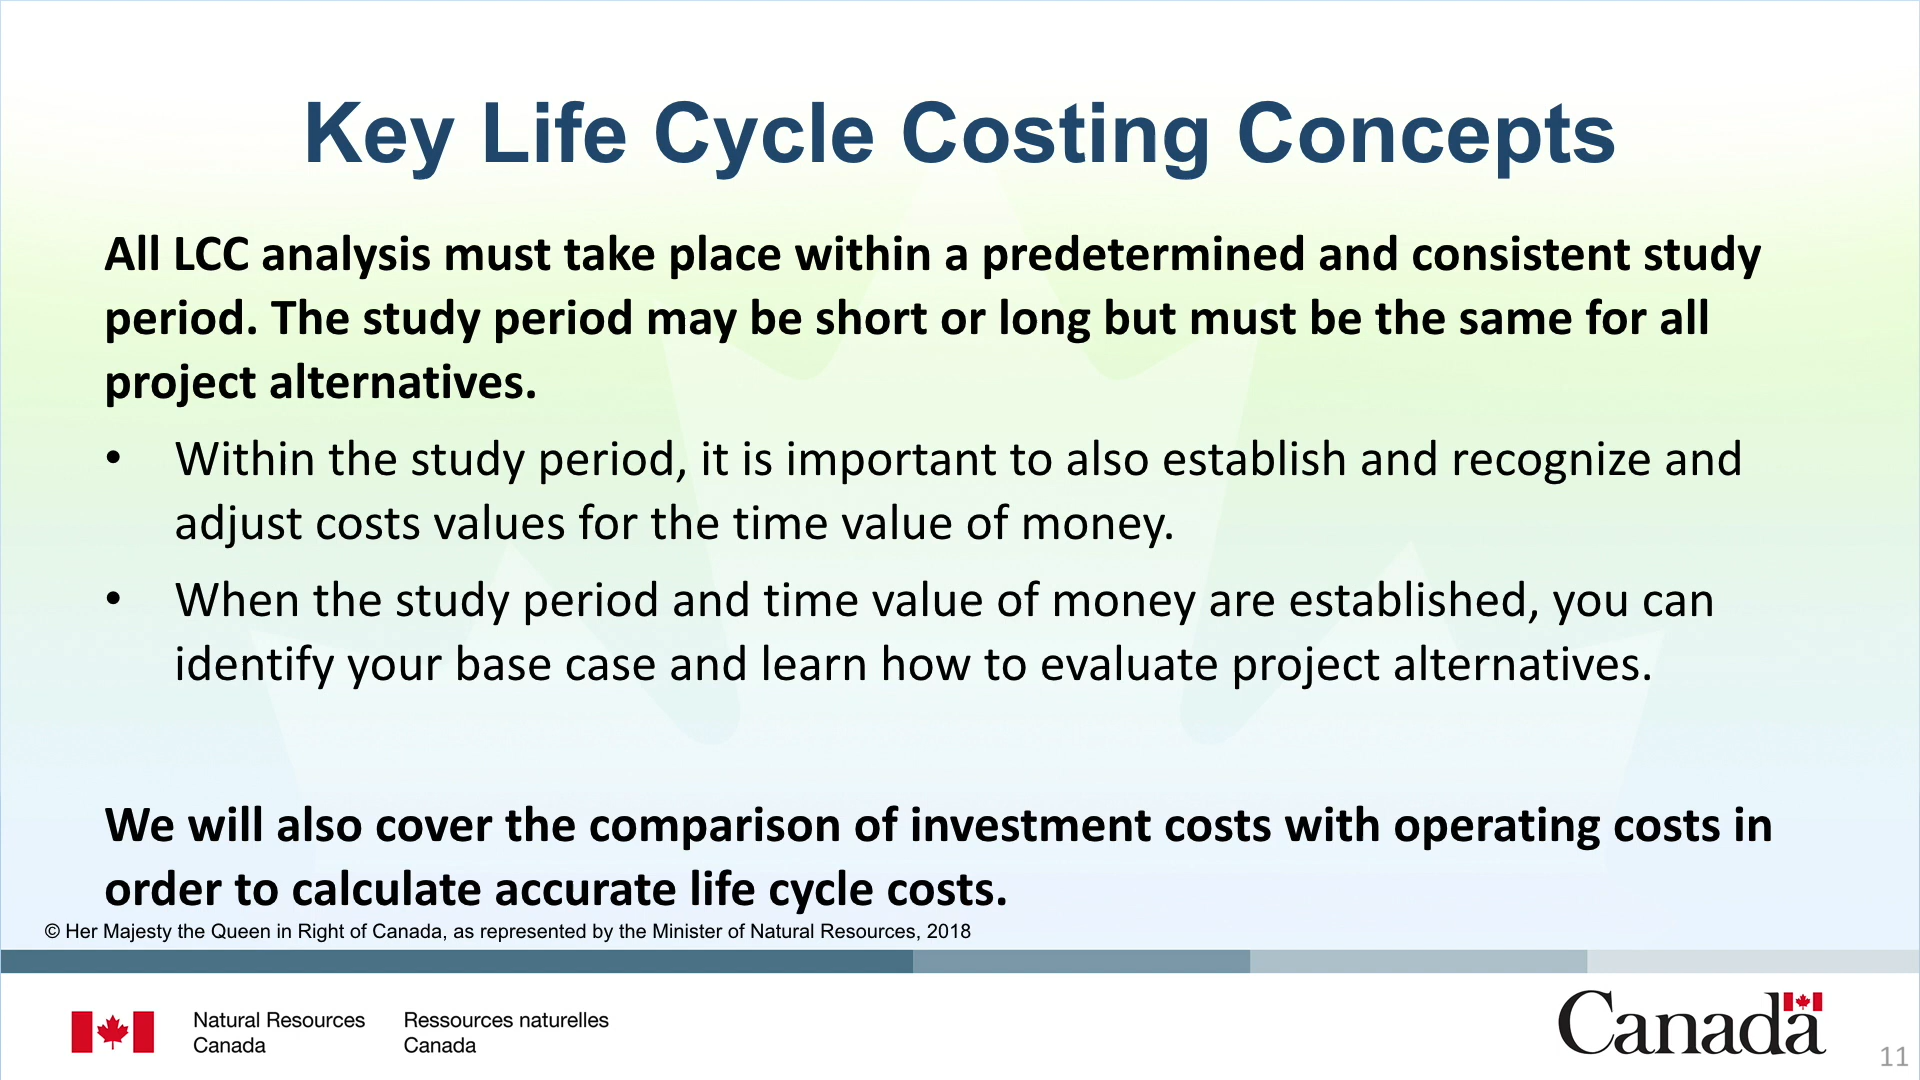 Key Life Cycle Costing Concepts
All LCC analysis must take place within a predetermined and consistent study
period. The study period may be short or long but must be the same for all
project alternatives.
• Within the study period, it is important to also establish and recognize and
adjust costs values for the time value of money.
• When the study period and time value of money are established, you can
identify your base case and learn how to evaluate project alternatives.
We will also cover the comparison of investment costs with operating costs in
order to calculate accurate life cycle costs.
© Her Majesty the Queen in Right of Canada, as represented by the Minister of Natural Resources, 2018
Natural Resources
Canada
Ressources naturelles
Canada
Canada
11